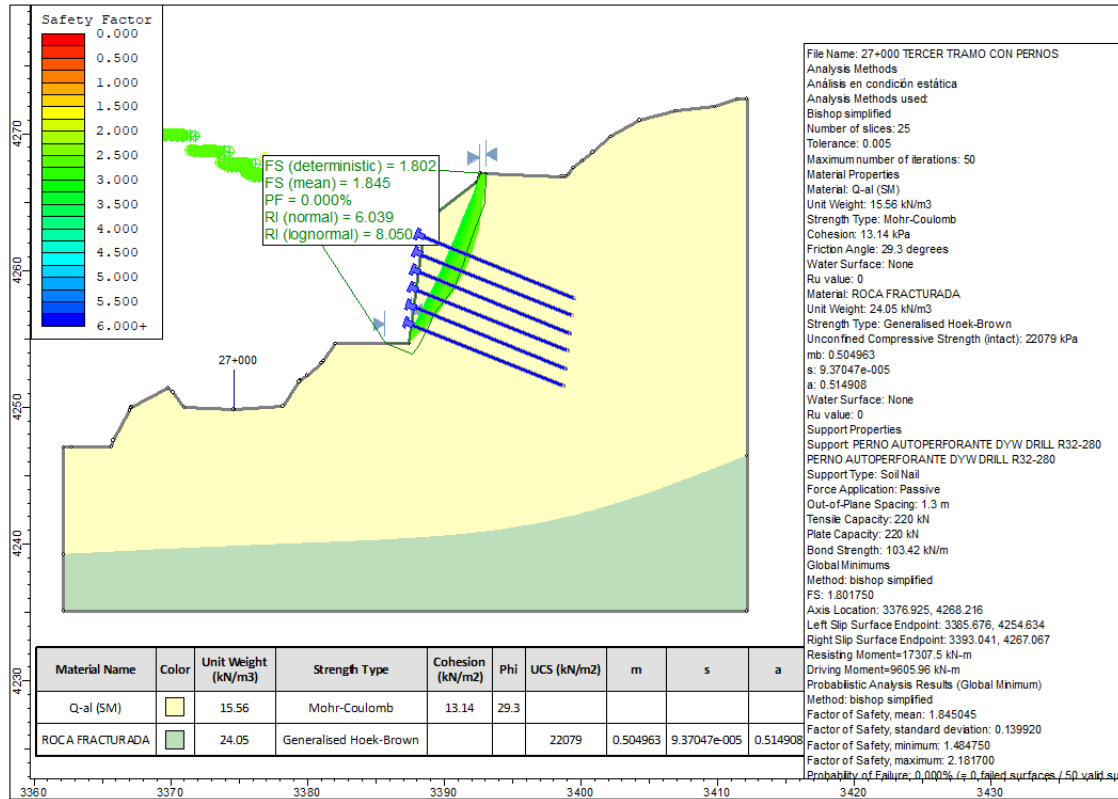 Safety Factor
0.000
0.500
1.000
1.500
2.000
2.500
3.000
3.500
4.000
4.500
5.000
5.500
6.000+
FS (deterministic) = 1.802
FS (mean) = 1.845
PF = 0.000%
RI (normal) = 6.039
RI (lognormal) = 8.050
27+000
4270
4260
4250
4240
4230
File Name: 27+000 TERCER TRAMO CON PERNOS
Analysis Methods
Análisis en condición estática
Analysis Methods used:
Bishop simplified
Number of slices: 25
Tolerance: 0.005
Maximum number of iterations: 50
Material Properties
Material: Q-al (SM)
Unit Weight: 15.56 kN/m3
Strength Type: Mohr-Coulomb
Cohesion: 13.14 kPa
Friction Angle: 29.3 degrees
Water Surface: None
Ru value: 0
Material: ROCA FRACTURADA
Unit Weight: 24.05 kN/m3
Strength Type: Generalised Hoek-Brown
Unconfined Compressive Strength (intact): 22079 kPa
mb: 0.504963
s: 9.37047e-005
a: 0.514908
Water Surface: None
Ru value: 0
Support Properties
Support: PERNO AUTOPERFORANTE DYW DRILL R32-280
PERNO AUTOPERFORANTE DYW DRILL R32-280
Support Type: Soil Nail
Force Application: Passive
Out-of-Plane Spacing: 1.3 m
Tensile Capacity: 220 kN
Plate Capacity: 220 kN
Bond Strength: 103.42 kN/m
Global Minimums
Method: bishop simplified
FS: 1.801750
Axis Location: 3376.925, 4268.216
Left Slip Surface Endpoint: 3385.676, 4254.634
Right Slip Surface Endpoint: 3393.041, 4267.067
Resisting Moment=17307.5 kN-m
Driving Moment=9605.96 kN-m
Probabilistic Analysis Results (Global Minimum)
Method: bishop simplified
Factor of Safety, mean: 1.845045
Factor of Safety, standard deviation: 0.139920
Factor of Safety, minimum: 1.484750
Factor of Safety, maximum: 2.181700
Probability of Failure: 0.000% (= 0 failed surfaces / 50 valid su
Material Name Color Unit Weight (kN/m3) Strength Type Cohesion (kN/m2) Phi UCS (kN/m2) m s a
Q-al (SM) 15.56 Mohr-Coulomb 13.14 29.3
ROCA FRACTURADA 24.05 Generalised Hoek-Brown 22079 0.504963 9.37047e-005 0.514908
3360 3370 3380 3390 3400 3410 3420 3430